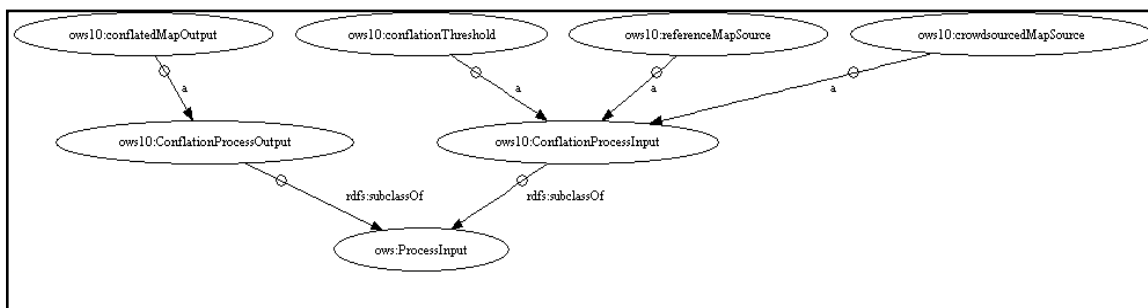 ows10:conflatedMapOutput
ows10:conflationThreshold
ows10:referenceMapSource
ows10:crowdsourcedMapSource
a
a
a
a
ows10:ConflationProcessOutput
ows10:ConflationProcessInput
rdfs:subclassOf
rdfs:subclassOf
ows:ProcessInput